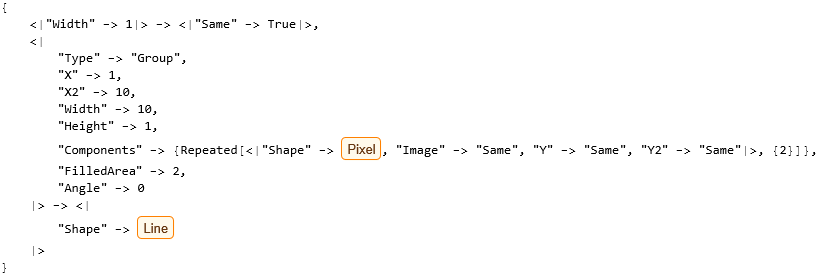 {
<|"Width" -> 1|> -> <|"Same" -> True|>,
<|
"Type" -> "Group",
"X" -> 1,
"X2" -> 10,
"Width" -> 10,
"Height" -> 1,
"Components" -> {Repeated[<|"Shape" -> Pixel, "Image" -> "Same", "Y" -> "Same", "Y2" -> "Same"|>, {2}]},
"FilledArea" -> 2,
"Angle" -> 0
|> -> <|
"Shape" -> Line
|>
}